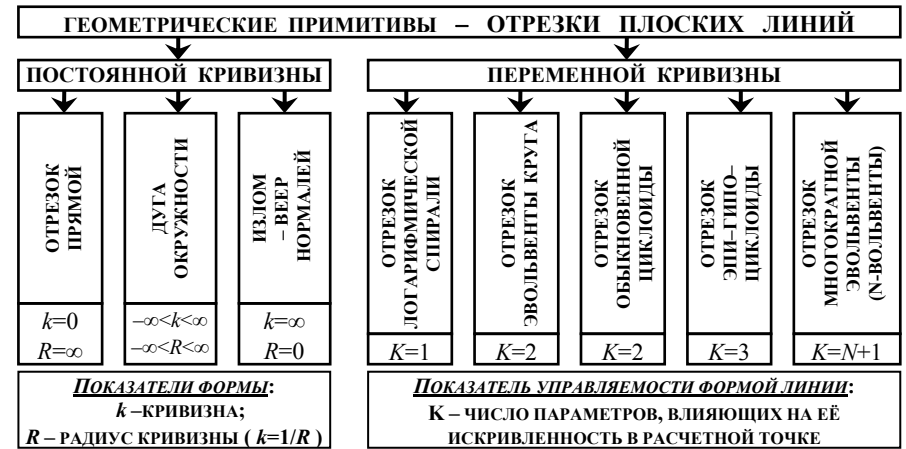 ГЕОМЕТРИЧЕСКИЕ ПРИМИТИВЫ – ОТРЕЗКИ ПЛОСКИХ ЛИНИЙ
ПОСТОЯННОЙ КРИВИЗНЫ
ПЕРЕМЕННОЙ КРИВИЗНЫ
ОТРЕЗОК
ПРЯМОЙ
ДУГА
ОКРУЖНОСТИ
ИЗЛОМ
– ВЕЕР
НОРМАЛЕЙ
ОТРЕЗОК
ЛОГАРИФМИЧЕСКОЙ
СПИРАЛИ
ОТРЕЗОК
ЭВОЛЬВЕНТЫ КРУГА
ОТРЕЗОК
ОБЫКНОВЕННОЙ
ЦИКЛОИДЫ
ОТРЕЗОК
ЭПИ–ГИПО–
ЦИКЛОИДЫ
ОТРЕЗОК
МНОГОКРАТНОЙ
ЭВОЛЬВЕНТЫ
(N-ВОЛЬВЕНТЫ)
k=0
R=∞
–∞<k<∞
–∞<R<∞
k=∞
R=0
K=1
K=2
K=2
K=3
K=N+1
ПОКАЗАТЕЛИ ФОРМЫ:
k –КРИВИЗНА;
R – РАДИУС КРИВИЗНЫ ( k=1/R )
ПОКАЗАТЕЛЬ УПРАВЛЯЕМОСТИ ФОРМОЙ ЛИНИИ:
K – ЧИСЛО ПАРАМЕТРОВ, ВЛИЯЮЩИХ НА ЕЁ
ИСКРИВЛЕННОСТЬ В РАСЧЕТНОЙ ТОЧКЕ